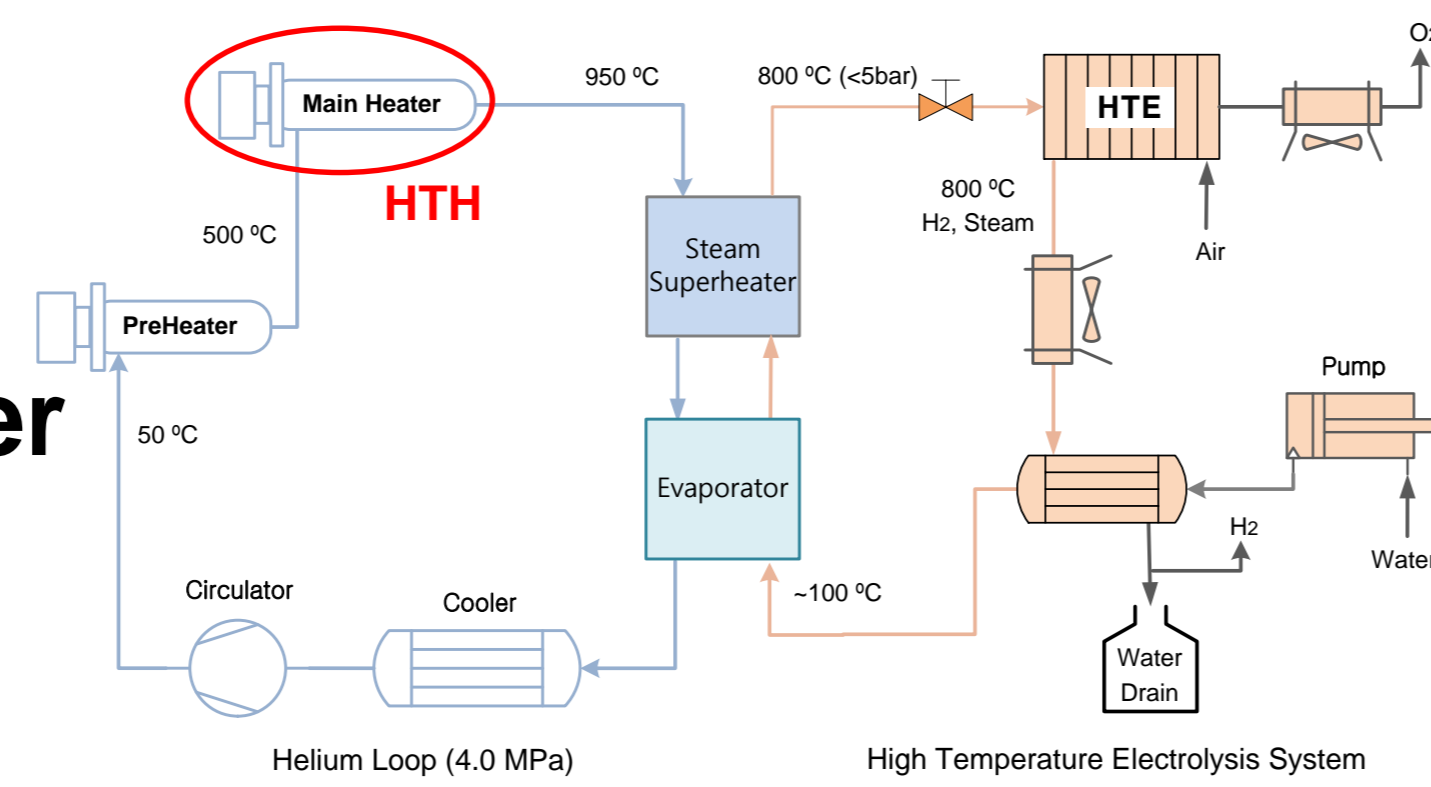 O2
950 ºC
800 ºC (<5bar)
Main Heater
HTE
HTH
800 ºC
H2, Steam
500 ºC
Air
Steam
Superheater
PreHeater
Pump
er
50 ºC
Evaporator
H2
Water
~100 ºC
Circulator
Cooler
Water
Drain
Helium Loop (4.0 MPa)
High Temperature Electrolysis System